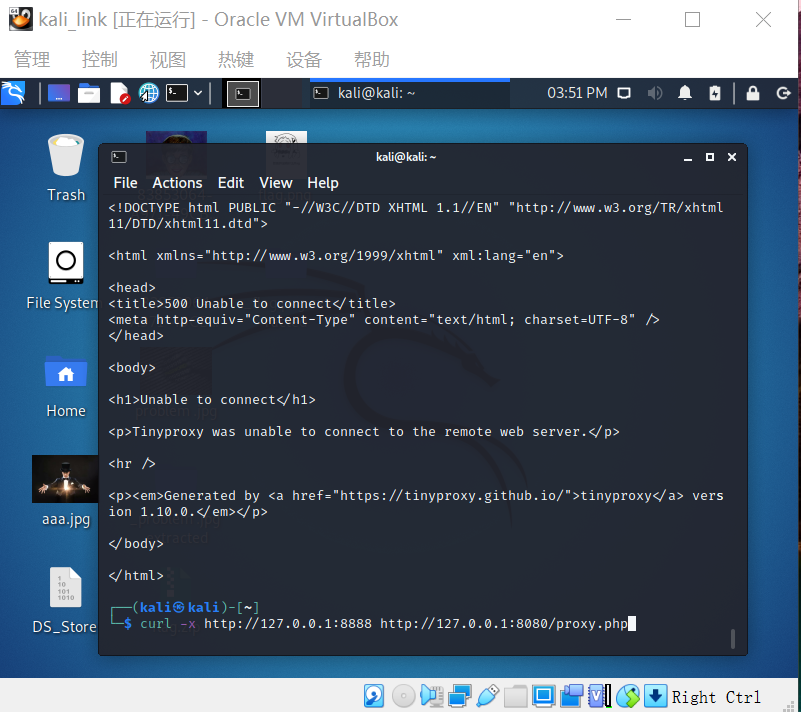 kali_link [正在运行] - Oracle VM VirtualBox
管理 控制 视图 热键 设备 帮助
kali@kali: ~ 03:51 PM
kali@kali:~
File Actions Edit View Help
<!DOCTYPE html PUBLIC "-//W3C//DTD XHTML 1.1//EN" "http://www.w3.org/TR/xhtml
11/DTD/xhtml11.dtd">
<html xmlns="http://www.w3.org/1999/xhtml" xml:lang="en">
<head>
<title>500 Unable to connect</title>
<meta http-equiv="Content-Type" content="text/html; charset=UTF-8" />
</head>
<body>
<h1>Unable to connect</h1>
<p>Tinyproxy was unable to connect to the remote web server.</p>
<hr />
<p><em>Generated by <a href="https://tinyproxy.github.io/">tinyproxy</a> vers
ion 1.10.0.</em></p>
</body>
</html>
┌──(kali㉿kali)-[~]
└─$ curl -x http://127.0.0.1:8888 http://127.0.0.1:8080/proxy.php
Trash
File System
Home
aaa.jpg
DS_Store
Right Ctrl